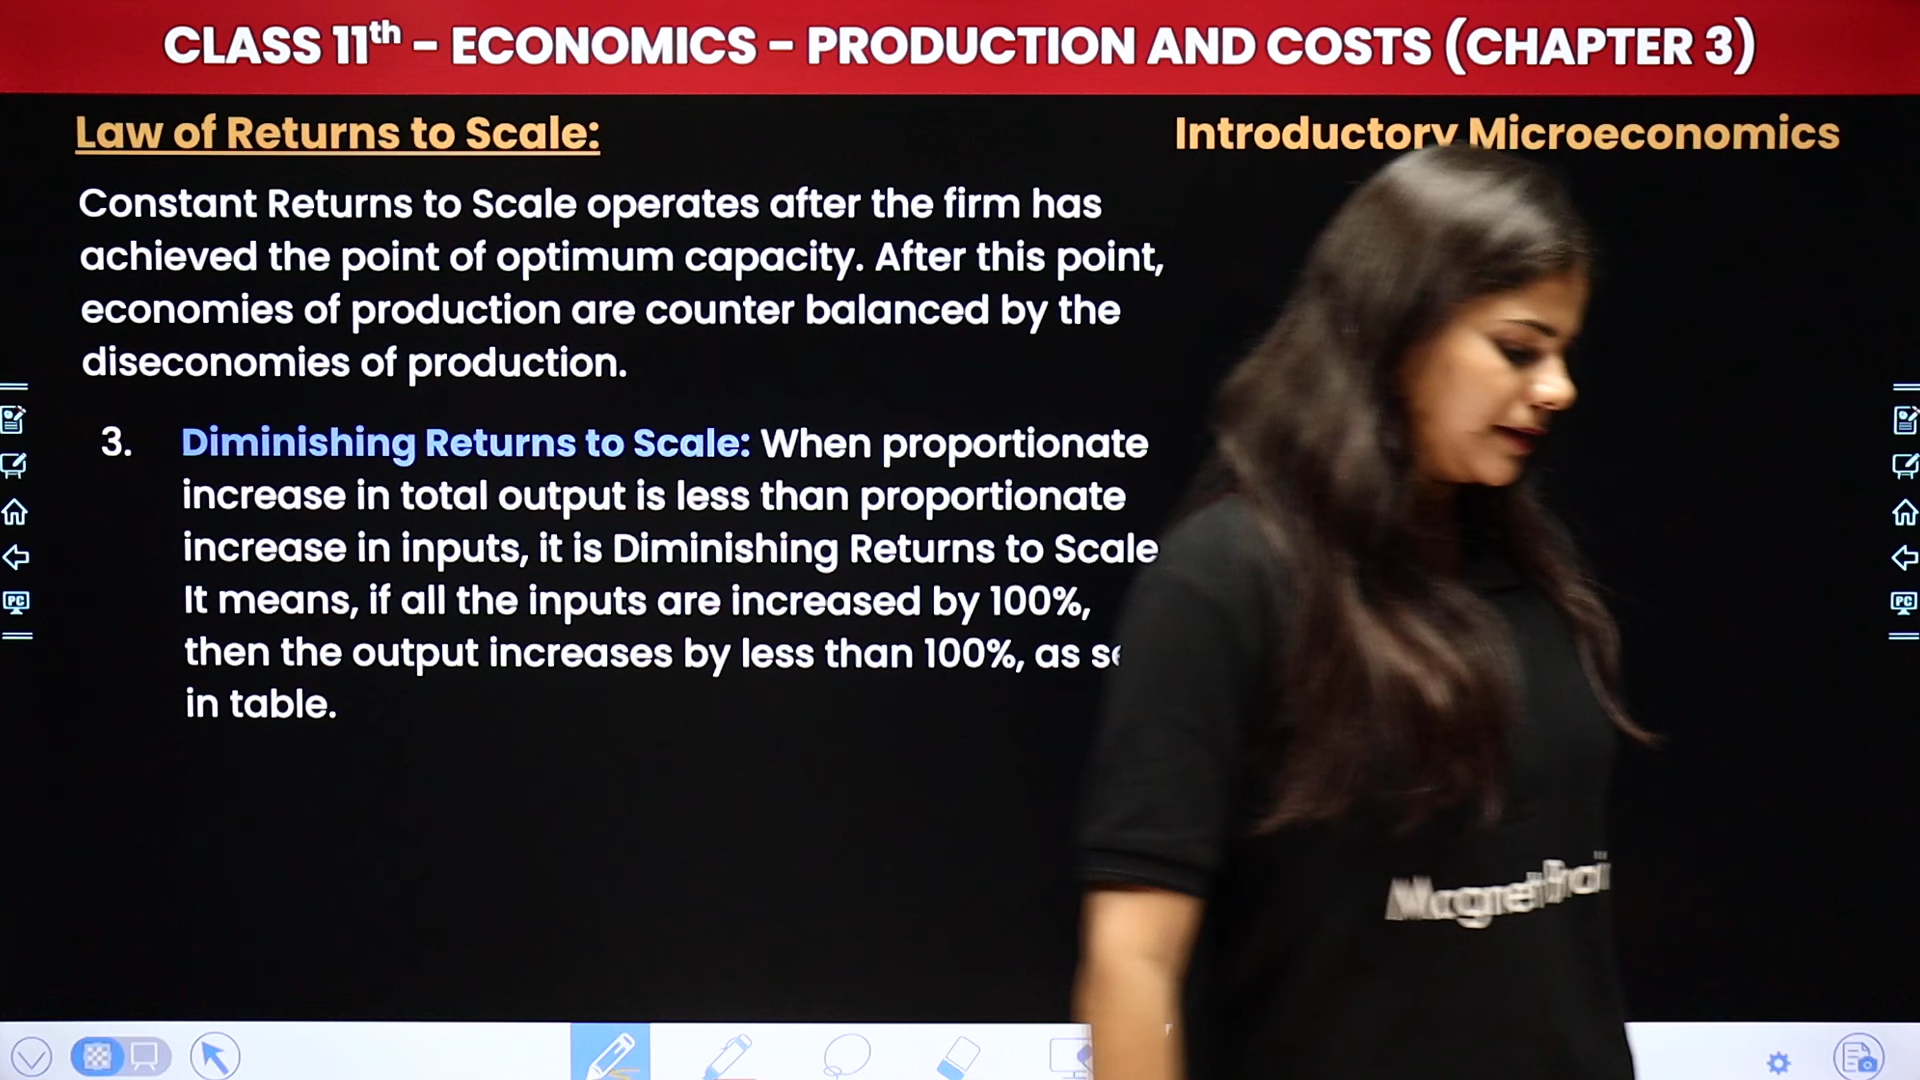 CLASS 11th - ECONOMICS - PRODUCTION AND COSTS (CHAPTER 3)
Law of Returns to Scale:
Introductory Microeconomics
Constant Returns to Scale operates after the firm has
achieved the point of optimum capacity. After this point,
economies of production are counter balanced by the
diseconomies of production.
3. Diminishing Returns to Scale: When proportionate
increase in total output is less than proportionate
increase in inputs, it is Diminishing Returns to Scale
It means, if all the inputs are increased by 100%,
then the output increases by less than 100%, as
in table.
PC
PC